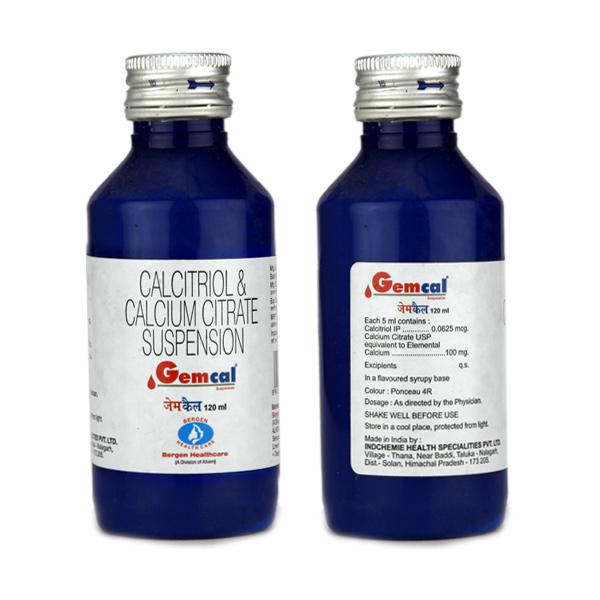 CALCITRIOL &
CALCIUM CITRATE
SUSPENSION
Gemcal®
Suspension
जेमकैल 120 ml
BERGEN
HEALTHCARE
Bergen Healthcare
(A Division of Alkem)
PVT. LTD.
Nalagarh,
Gemcal®
Suspension
जेमकैल 120 ml
Each 5 ml contains :
Calcitriol IP ............. 0.0625 mcg.
Calcium Citrate USP
equivalent to Elemental
Calcium ......................... 100 mg.
Excipients q.s.
In a flavoured syrupy base
Colour : Ponceau 4R
Dosage : As directed by the Physician.
SHAKE WELL BEFORE USE
Store in a cool place, protected from light.
Made in India by :
INDCHEMIE HEALTH SPECIALITIES PVT. LTD.
Village - Thana, Near Baddi, Taluka - Nalagarh,
Dist.- Solan, Himachal Pradesh - 173 205.